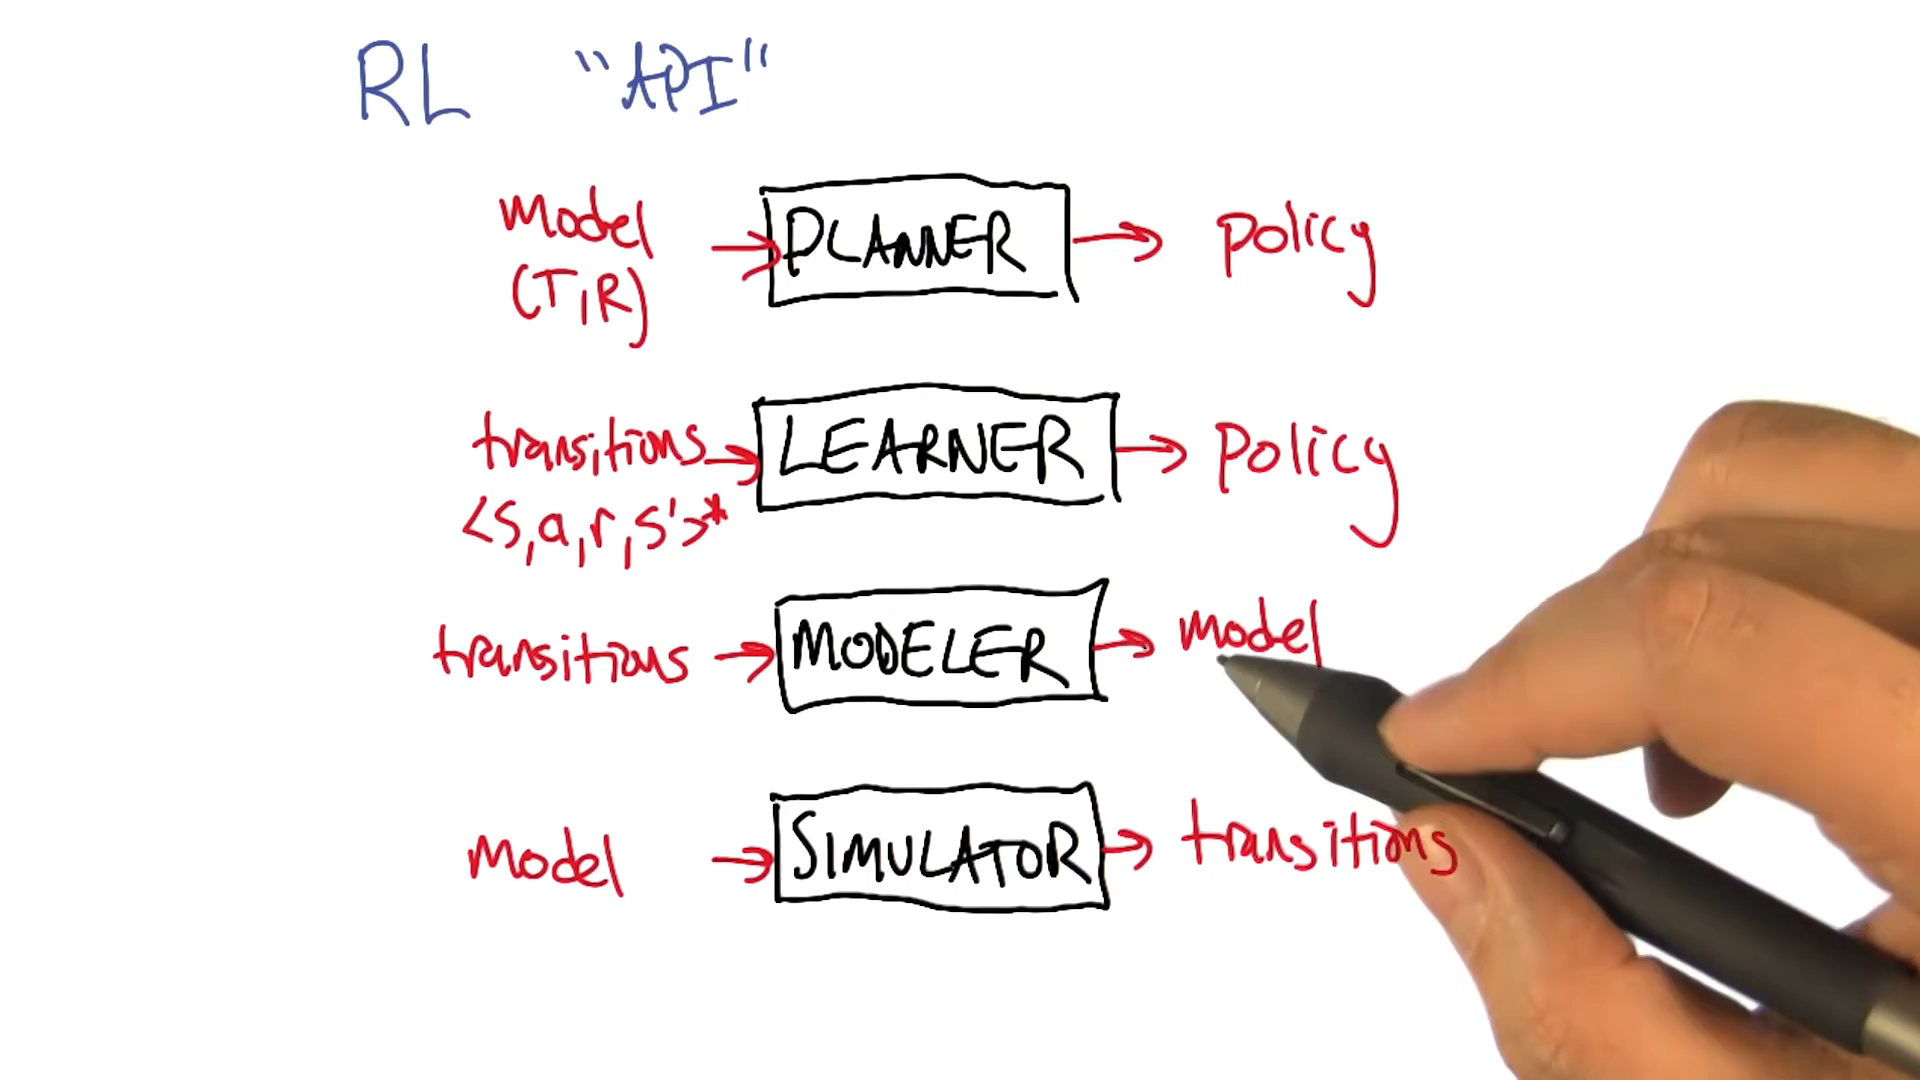 RL "API"
model → PLANNER → policy
(T,R)
transitions → LEARNER → policy
<s,a,r,s'>*
transitions → MODELER → model
model → SIMULATOR → transitions